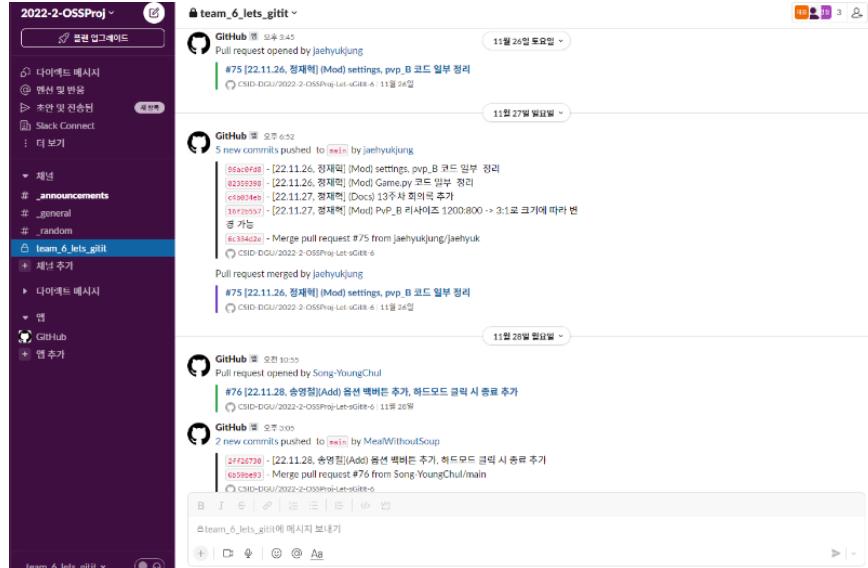 2022-2-OSSProj
플랜 업그레이드
다이렉트 메시지
멘션 및 반응
초안 및 전송됨
새 항목
Slack Connect
더 보기
채널
# _announcements
# _general
# _random
team_6_lets_gitit
+ 채널 추가
다이렉트 메시지
앱
GitHub
+ 앱 추가
team_6_lets_gitit
team_6_lets_gitit
3
11월 26일 토요일
GitHub 앱 오후 3:45
Pull request opened by jaehyukjung
#75 [22.11.26, 정재혁] (Mod) settings, pvp_B 코드 일부 정리
CSID-DGU/2022-2-OSSProj-Let-sGitIt-6 | 11월 26일
11월 27일 일요일
GitHub 앱 오후 6:52
5 new commits pushed to main by jaehyukjung
96ac0fd8 - [22.11.26, 정재혁] (Mod) settings, pvp_B 코드 일부 정리
02359398 - [22.11.26, 정재혁] (Mod) Game.py 코드 일부 정리
c4b034eb - [22.11.27, 정재혁] (Docs) 13주차 회의록 추가
16f2b557 - [22.11.27, 정재혁] (Mod) PvP_B 리사이즈 1200:800 -> 3:1로 크기에 따라 변
경 가능
6c334d2e - Merge pull request #75 from jaehyukjung/jaehyuk
CSID-DGU/2022-2-OSSProj-Let-sGitIt-6
Pull request merged by jaehyukjung
#75 [22.11.26, 정재혁] (Mod) settings, pvp_B 코드 일부 정리
CSID-DGU/2022-2-OSSProj-Let-sGitIt-6 | 11월 26일
11월 28일 월요일
GitHub 앱 오전 10:55
Pull request opened by Song-YoungChul
#76 [22.11.28, 송영철](Add) 옵션 백버튼 추가, 하드모드 클릭 시 종료 추가
CSID-DGU/2022-2-OSSProj-Let-sGitIt-6 | 11월 28일
GitHub 앱 오후 3:05
2 new commits pushed to main by MealWithoutSoup
2ff26730 - [22.11.28, 송영철](Add) 옵션 백버튼 추가, 하드모드 클릭 시 종료 추가
6b59be93 - Merge pull request #76 from Song-YoungChul/main
CSID-DGU/2022-2-OSSProj-Let-sGitIt-6
team_6_lets_gitit에 메시지 보내기
Aa